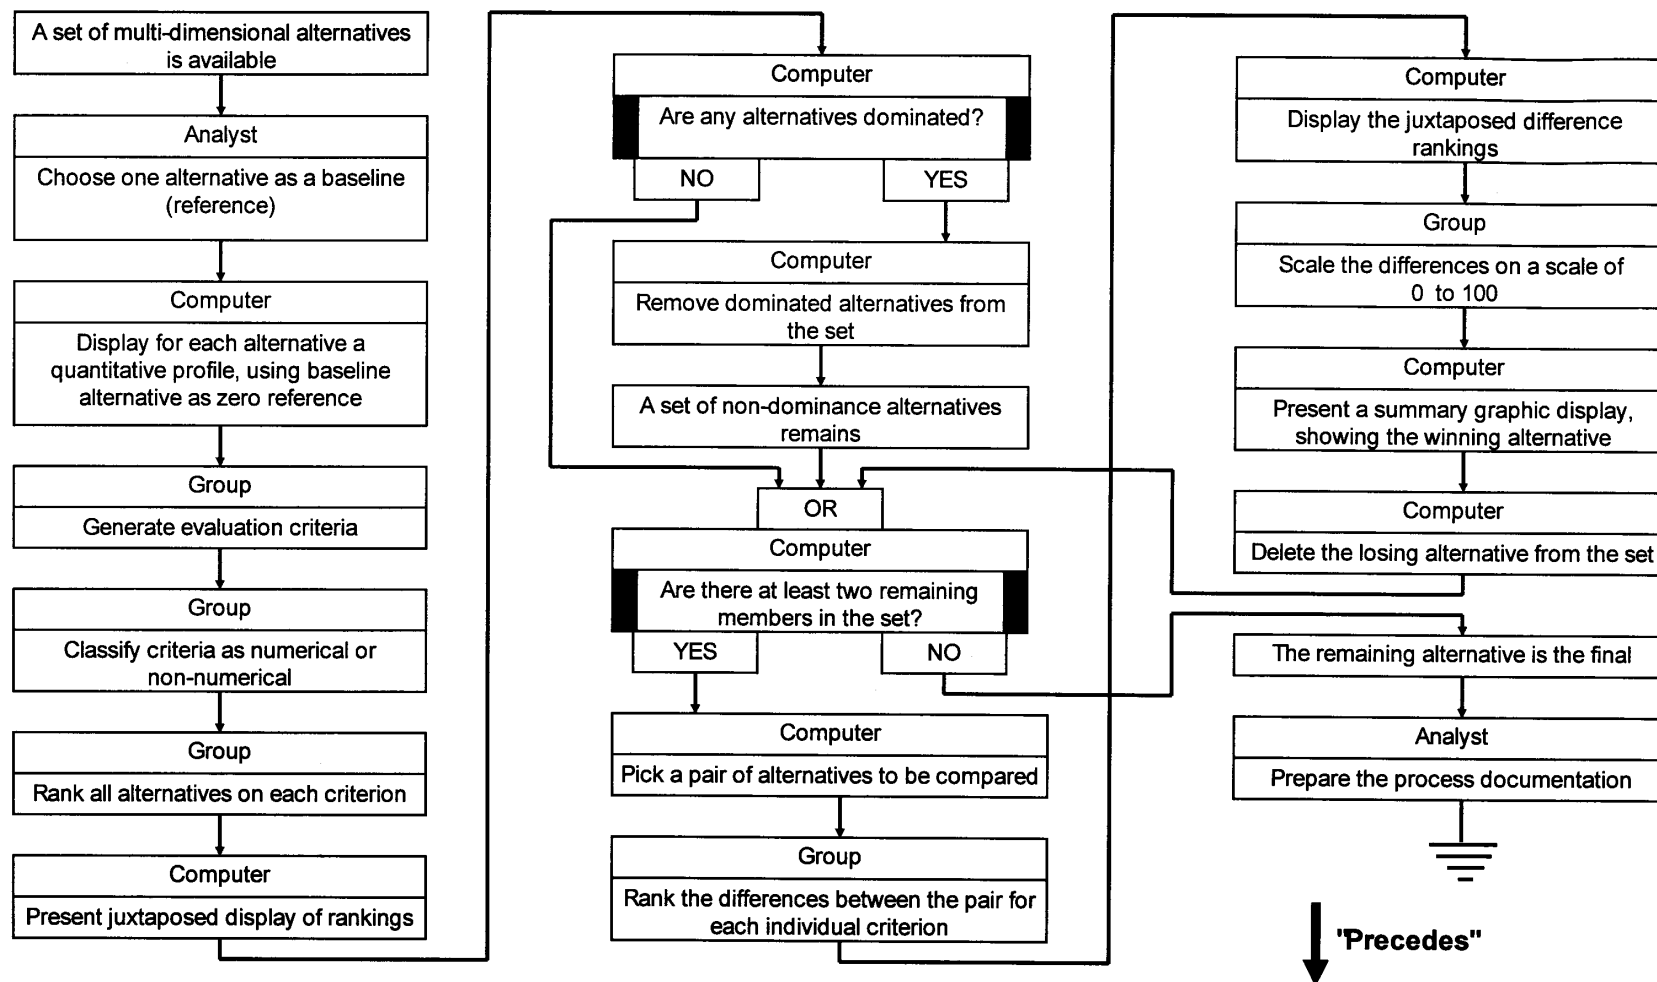 A set of multi-dimensional alternatives
is available
Analyst
Choose one alternative as a baseline
(reference)
Computer
Display for each alternative a
quantitative profile, using baseline
alternative as zero reference
Group
Generate evaluation criteria
Group
Classify criteria as numerical or
non-numerical
Group
Rank all alternatives on each criterion
Computer
Present juxtaposed display of rankings
Computer
Are any alternatives dominated?
NO
YES
Computer
Remove dominated alternatives from
the set
A set of non-dominance alternatives
remains
OR
Computer
Are there at least two remaining
members in the set?
YES
NO
Computer
Pick a pair of alternatives to be compared
Group
Rank the differences between the pair for
each individual criterion
Computer
Display the juxtaposed difference
rankings
Group
Scale the differences on a scale of
0 to 100
Computer
Present a summary graphic display,
showing the winning alternative
Computer
Delete the losing alternative from the set
The remaining alternative is the final
Analyst
Prepare the process documentation
"Precedes"